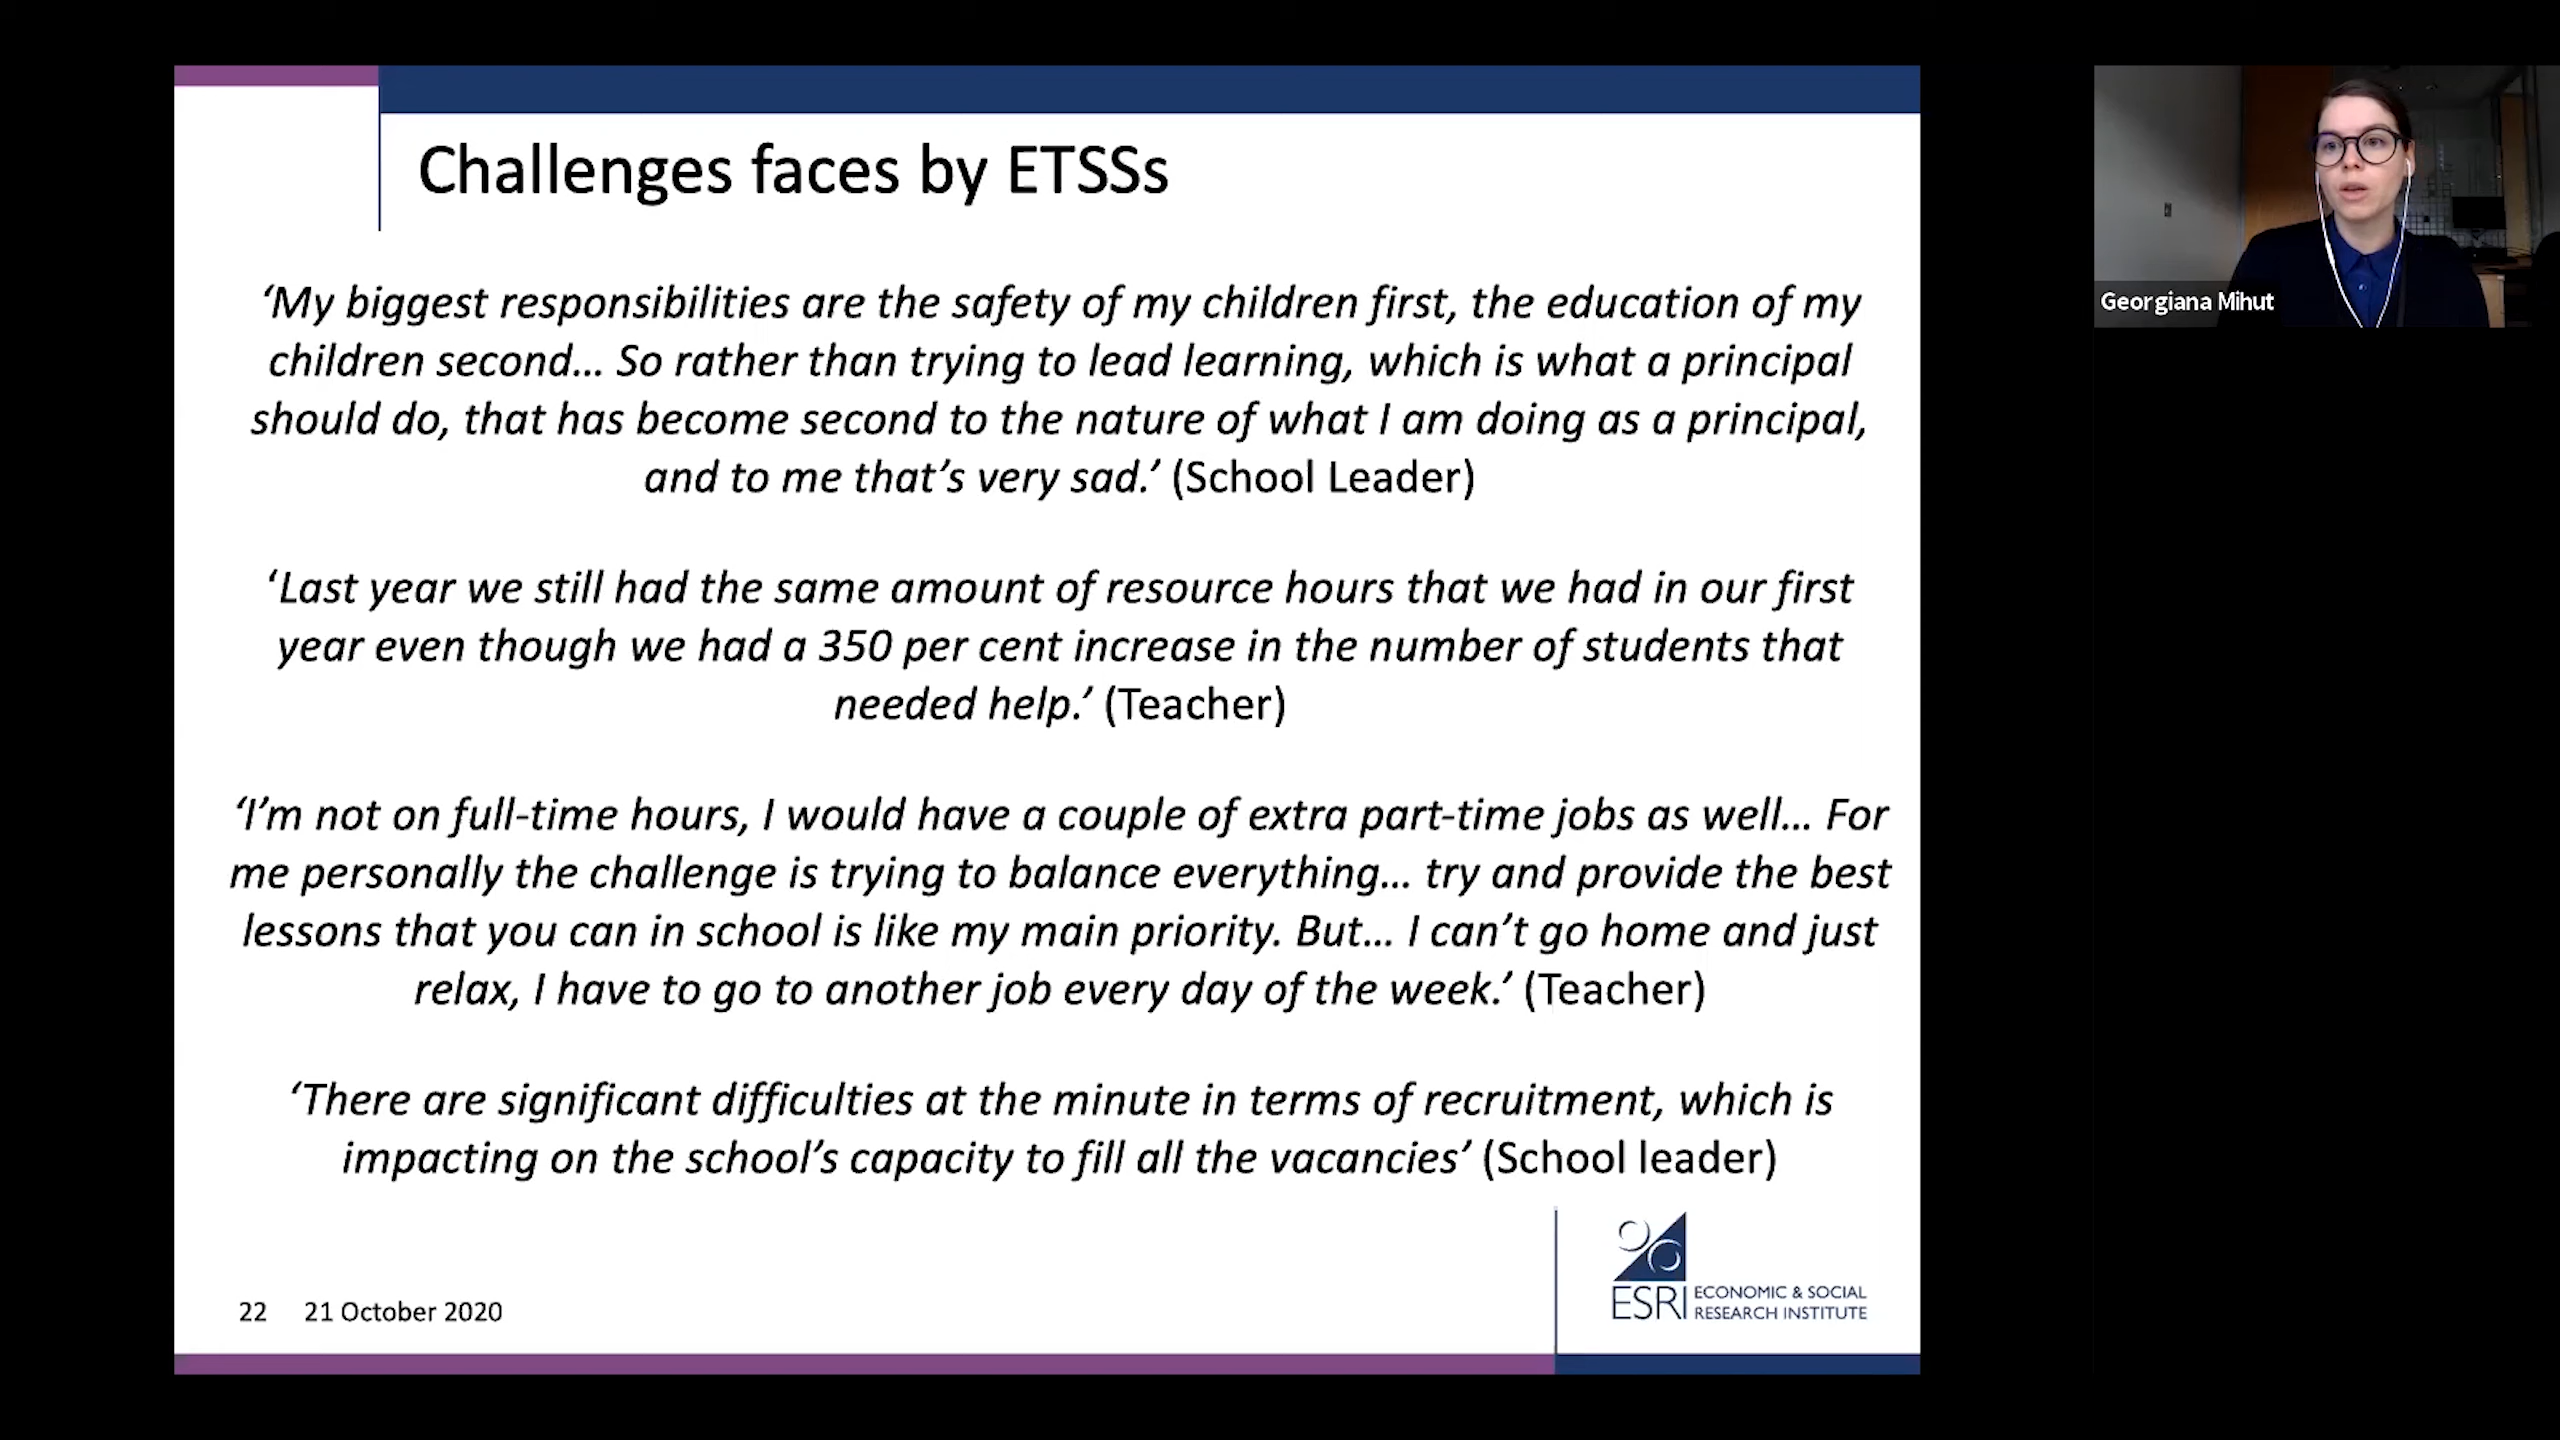 Challenges faces by ETSSs
‘My biggest responsibilities are the safety of my children first, the education of my
children second… So rather than trying to lead learning, which is what a principal
should do, that has become second to the nature of what I am doing as a principal,
and to me that’s very sad.’ (School Leader)
‘Last year we still had the same amount of resource hours that we had in our first
year even though we had a 350 per cent increase in the number of students that
needed help.’ (Teacher)
‘I’m not on full-time hours, I would have a couple of extra part-time jobs as well… For
me personally the challenge is trying to balance everything… try and provide the best
lessons that you can in school is like my main priority. But… I can’t go home and just
relax, I have to go to another job every day of the week.’ (Teacher)
‘There are significant difficulties at the minute in terms of recruitment, which is
impacting on the school’s capacity to fill all the vacancies’ (School leader)
22 21 October 2020
ESRI ECONOMIC & SOCIAL
RESEARCH INSTITUTE
Georgiana Mihut